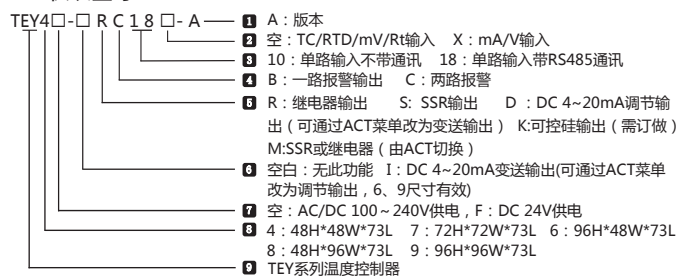 TEY4□-□ R C 1 8 □- A
1 A：版本
2 空：TC/RTD/mV/Rt输入 X：mA/V输入
3 10：单路输入不带通讯 18：单路输入带RS485通讯
4 B：一路报警输出 C：两路报警
5 R：继电器输出 S: SSR输出 D ：DC 4~20mA调节输
出（可通过ACT菜单改为变送输出） K:可控硅输出（需订做）
M:SSR或继电器（由ACT切换）
6 空白：无此功能 I：DC 4~20mA变送输出(可通过ACT菜单
改为调节输出，6、9尺寸有效)
7 空：AC/DC 100～240V供电，F：DC 24V供电
8 4：48H*48W*73L 7：72H*72W*73L 6：96H*48W*73L
8：48H*96W*73L 9：96H*96W*73L
9 TEY系列温度控制器